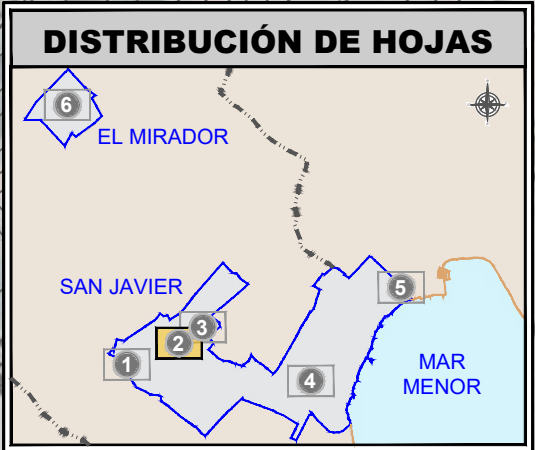 DISTRIBUCIÓN DE HOJAS
6
EL MIRADOR
SAN JAVIER
5
3
2
1
4
MAR
MENOR